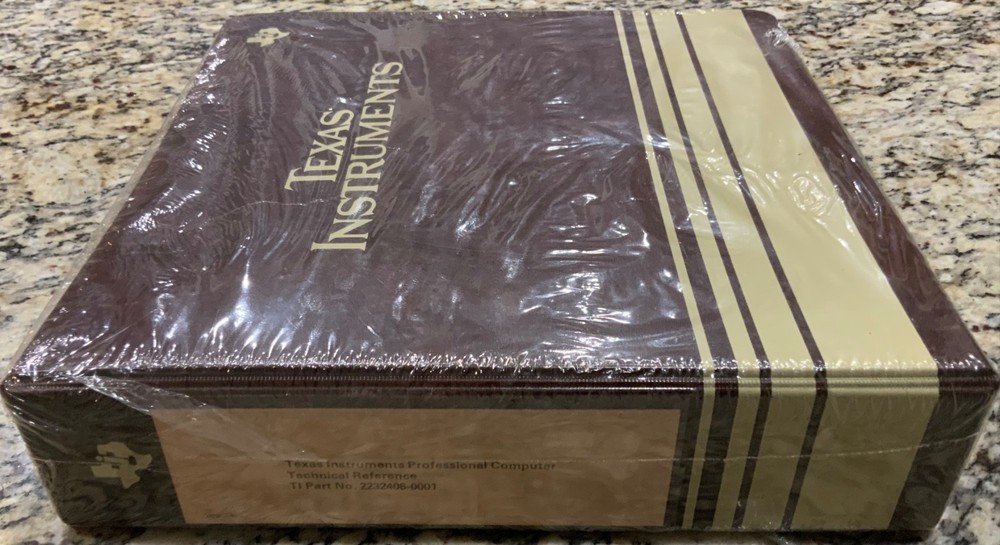 TEXAS
INSTRUMENTS
Texas Instruments Professional Computer
Technical Reference
TI Part No. 2232406-0001